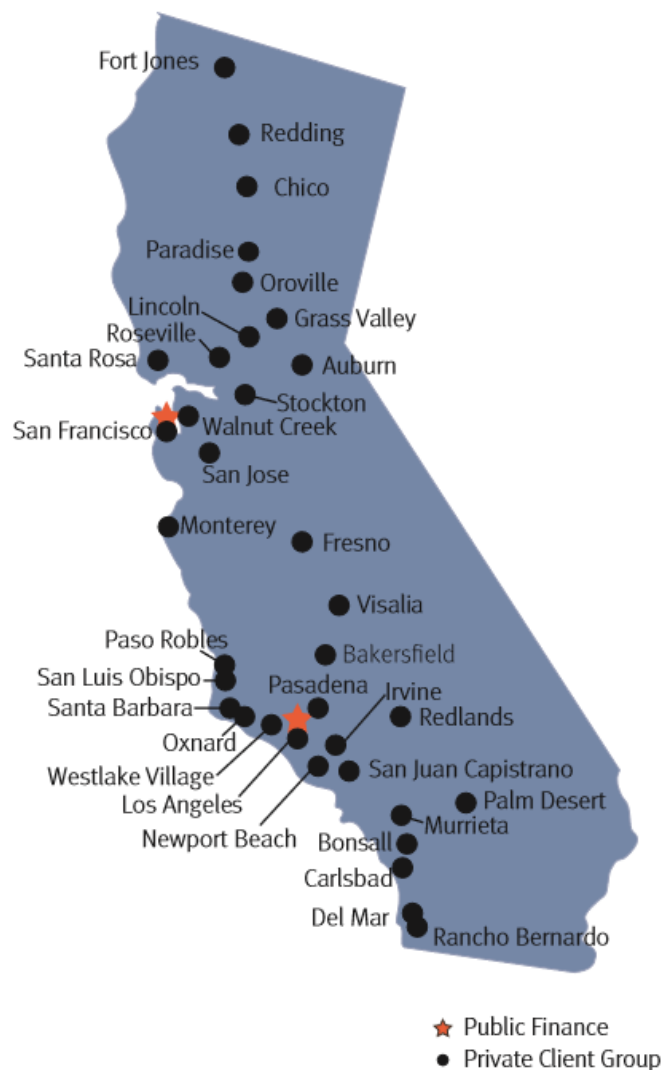 Fort Jones
Redding
Chico
Paradise
Oroville
Lincoln
Grass Valley
Roseville
Santa Rosa
Auburn
Stockton
San Francisco
Walnut Creek
San Jose
Monterey
Fresno
Visalia
Paso Robles
Bakersfield
San Luis Obispo
Pasadena
Irvine
Santa Barbara
Redlands
Oxnard
Westlake Village
San Juan Capistrano
Los Angeles
Palm Desert
Newport Beach
Murrieta
Bonsall
Carlsbad
Del Mar
Rancho Bernardo
Public Finance
Private Client Group